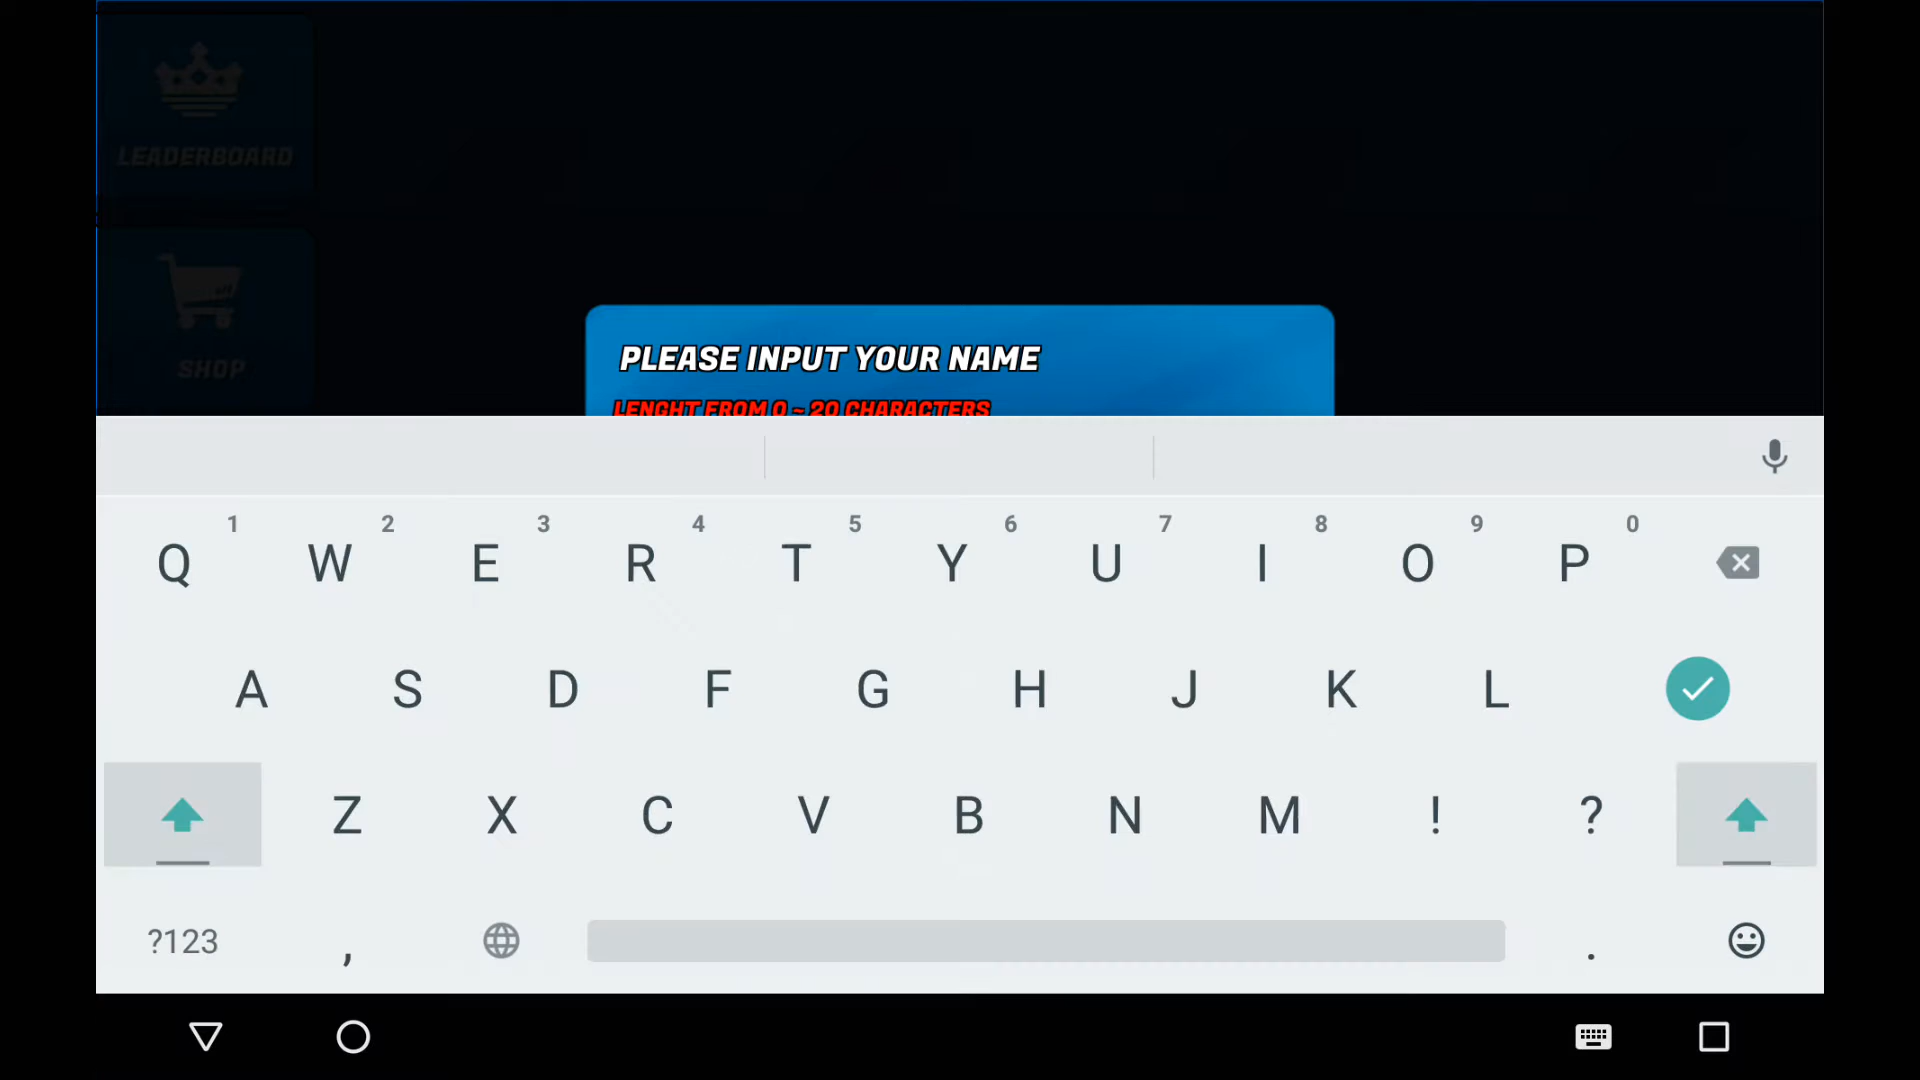 LEADERBOARD
SHOP
PLEASE INPUT YOUR NAME
LENGHT FROM 0 ~ 20 CHARACTERS
1 2 3 4 5 6 7 8 9 0
Q W E R T Y U I O P
A S D F G H J K L
Z X C V B N M ! ?
?123 , .